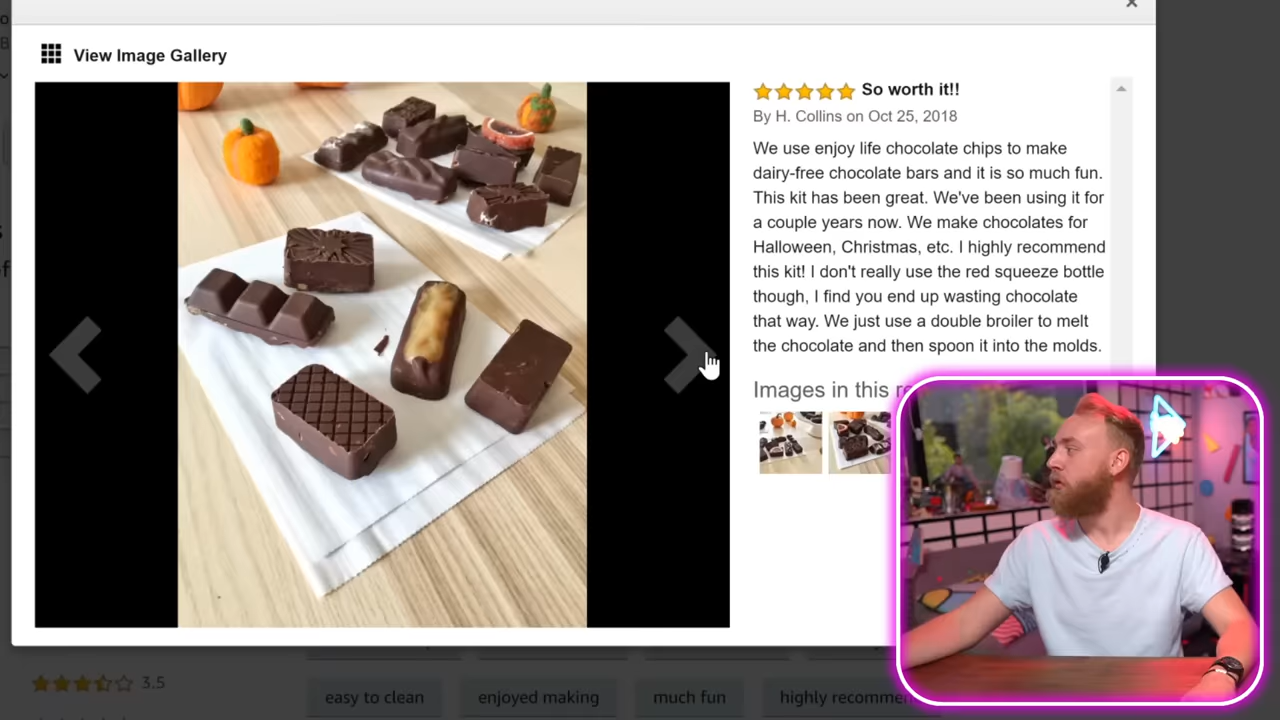 View Image Gallery
So worth it!!
By H. Collins on Oct 25, 2018
We use enjoy life chocolate chips to make
dairy-free chocolate bars and it is so much fun.
This kit has been great. We've been using it for
a couple years now. We make chocolates for
Halloween, Christmas, etc. I highly recommend
this kit! I don't really use the red squeeze bottle
though, I find you end up wasting chocolate
that way. We just use a double broiler to melt
the chocolate and then spoon it into the molds.
Images in this
3.5
easy to clean
enjoyed making
much fun
highly